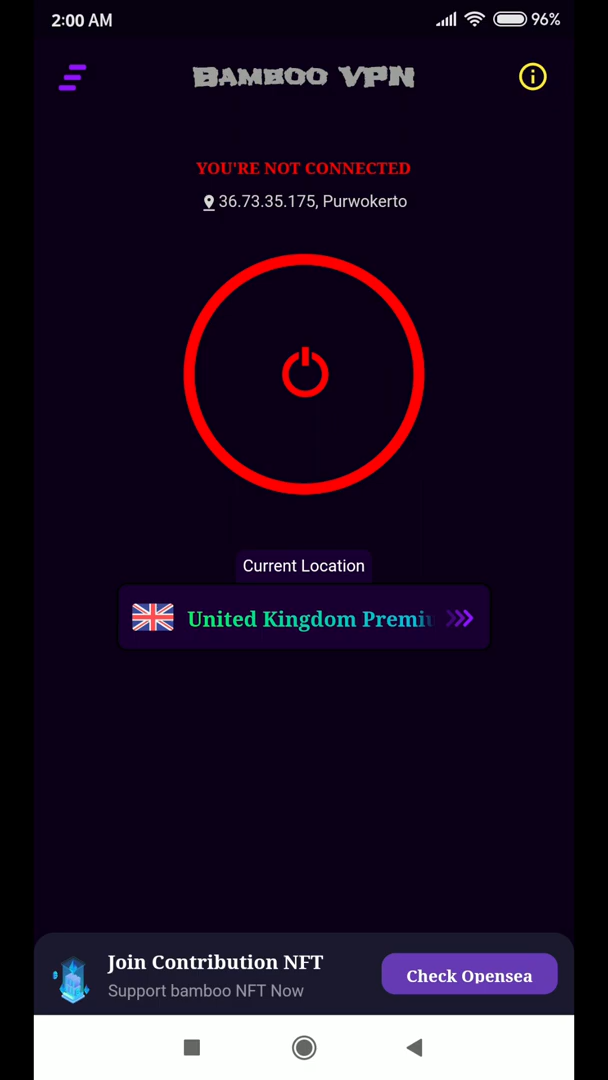 2:00 AM 96%
BAMBOO VPN
YOU'RE NOT CONNECTED
36.73.35.175, Purwokerto
Current Location
United Kingdom
Join Contribution NFT
Check Opensea
Support bamboo NFT Now